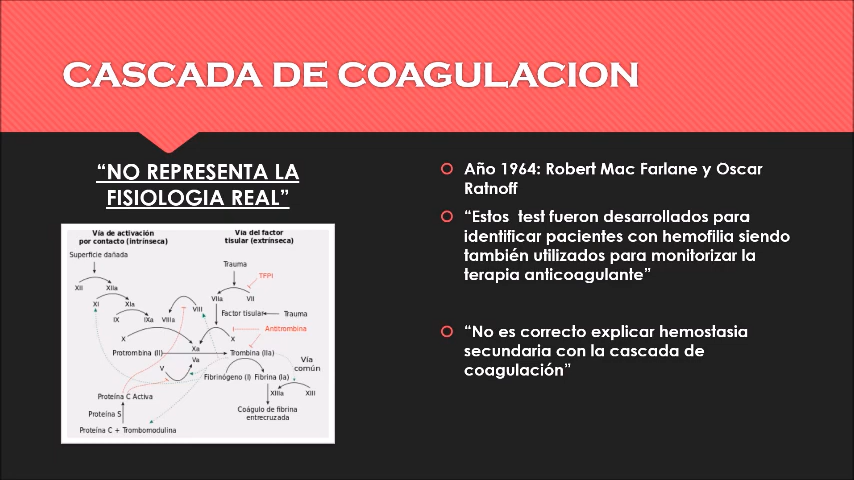 CASCADA DE COAGULACION
“NO REPRESENTA LA
FISIOLOGIA REAL”
Vía de activación
por contacto (intrínseca)
Vía del factor
tisular (extrínseca)
Superficie dañada
Trauma
TFPI
XII
XIIa
VIIa
VII
XI
XIa
VIII
Factor tisular
Trauma
IX
IXa
VIIIa
Antitrombina
X
X
Xa
Protrombina (II)
Trombina (IIa)
Va
Vía
común
V
Fibrinógeno (I)
Fibrina (Ia)
XIIIa
XIII
Proteína C Activa
Coágulo de fibrina
entrecruzada
Proteína S
Proteína C + Trombomodulina
Año 1964: Robert Mac Farlane y Oscar
Ratnoff
“Estos test fueron desarrollados para
identificar pacientes con hemofilia siendo
también utilizados para monitorizar la
terapia anticoagulante”
“No es correcto explicar hemostasia
secundaria con la cascada de
coagulación”